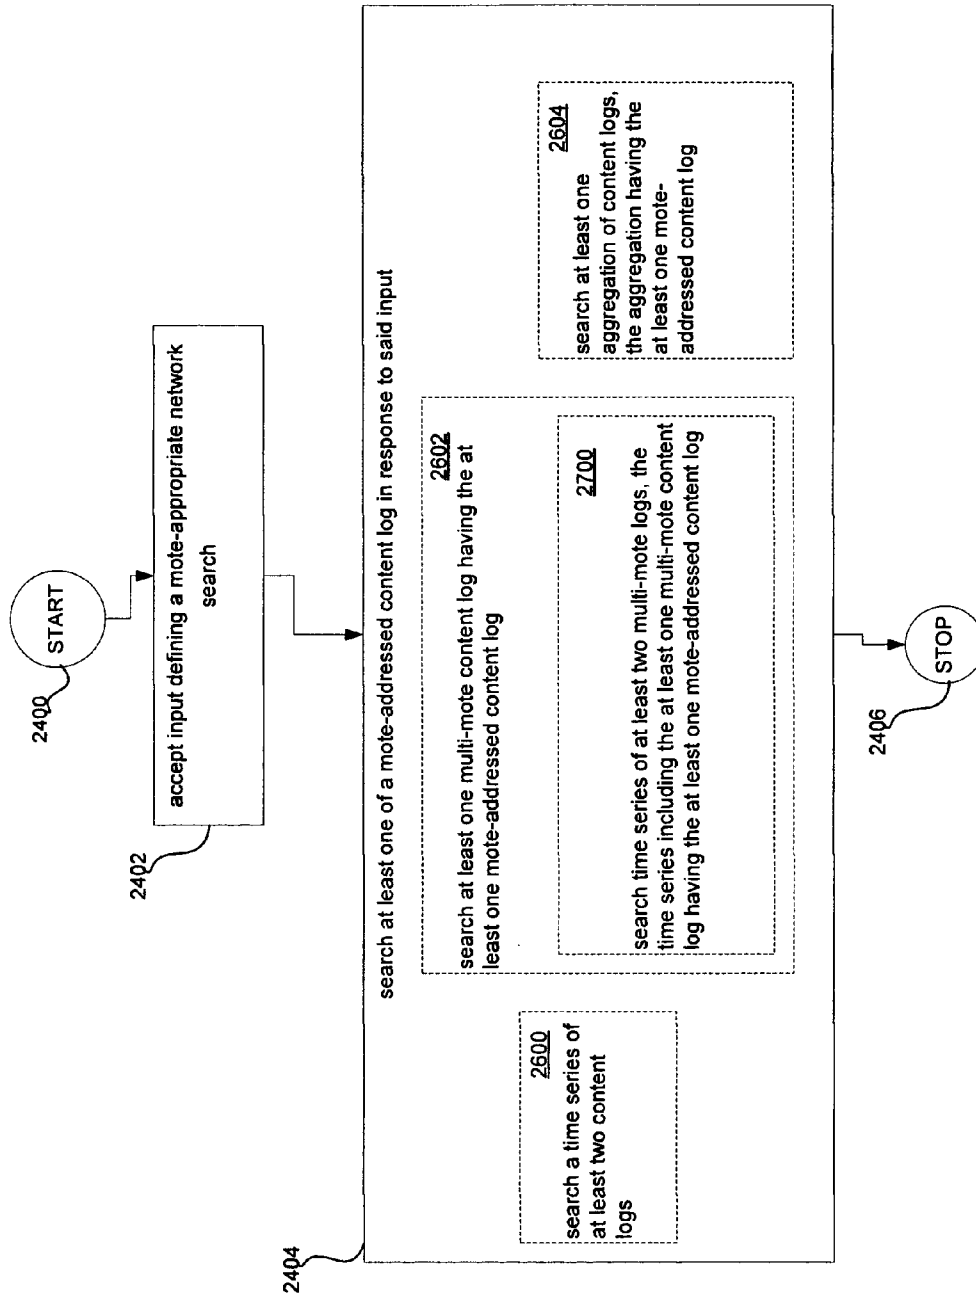 START
2400
accept input defining a mote-appropriate network
search
2402
2404
search at least one of a mote-addressed content log in response to said input
2600
search a time series of
at least two content
logs
2602
search at least one multi-mote content log having the at
least one mote-addressed content log
2700
search time series of at least two multi-mote logs, the
time series including the at least one multi-mote content
log having the at least one mote-addressed content log
2604
search at least one
aggregation of content logs,
the aggregation having the
at least one mote-
addressed content log
STOP
2406